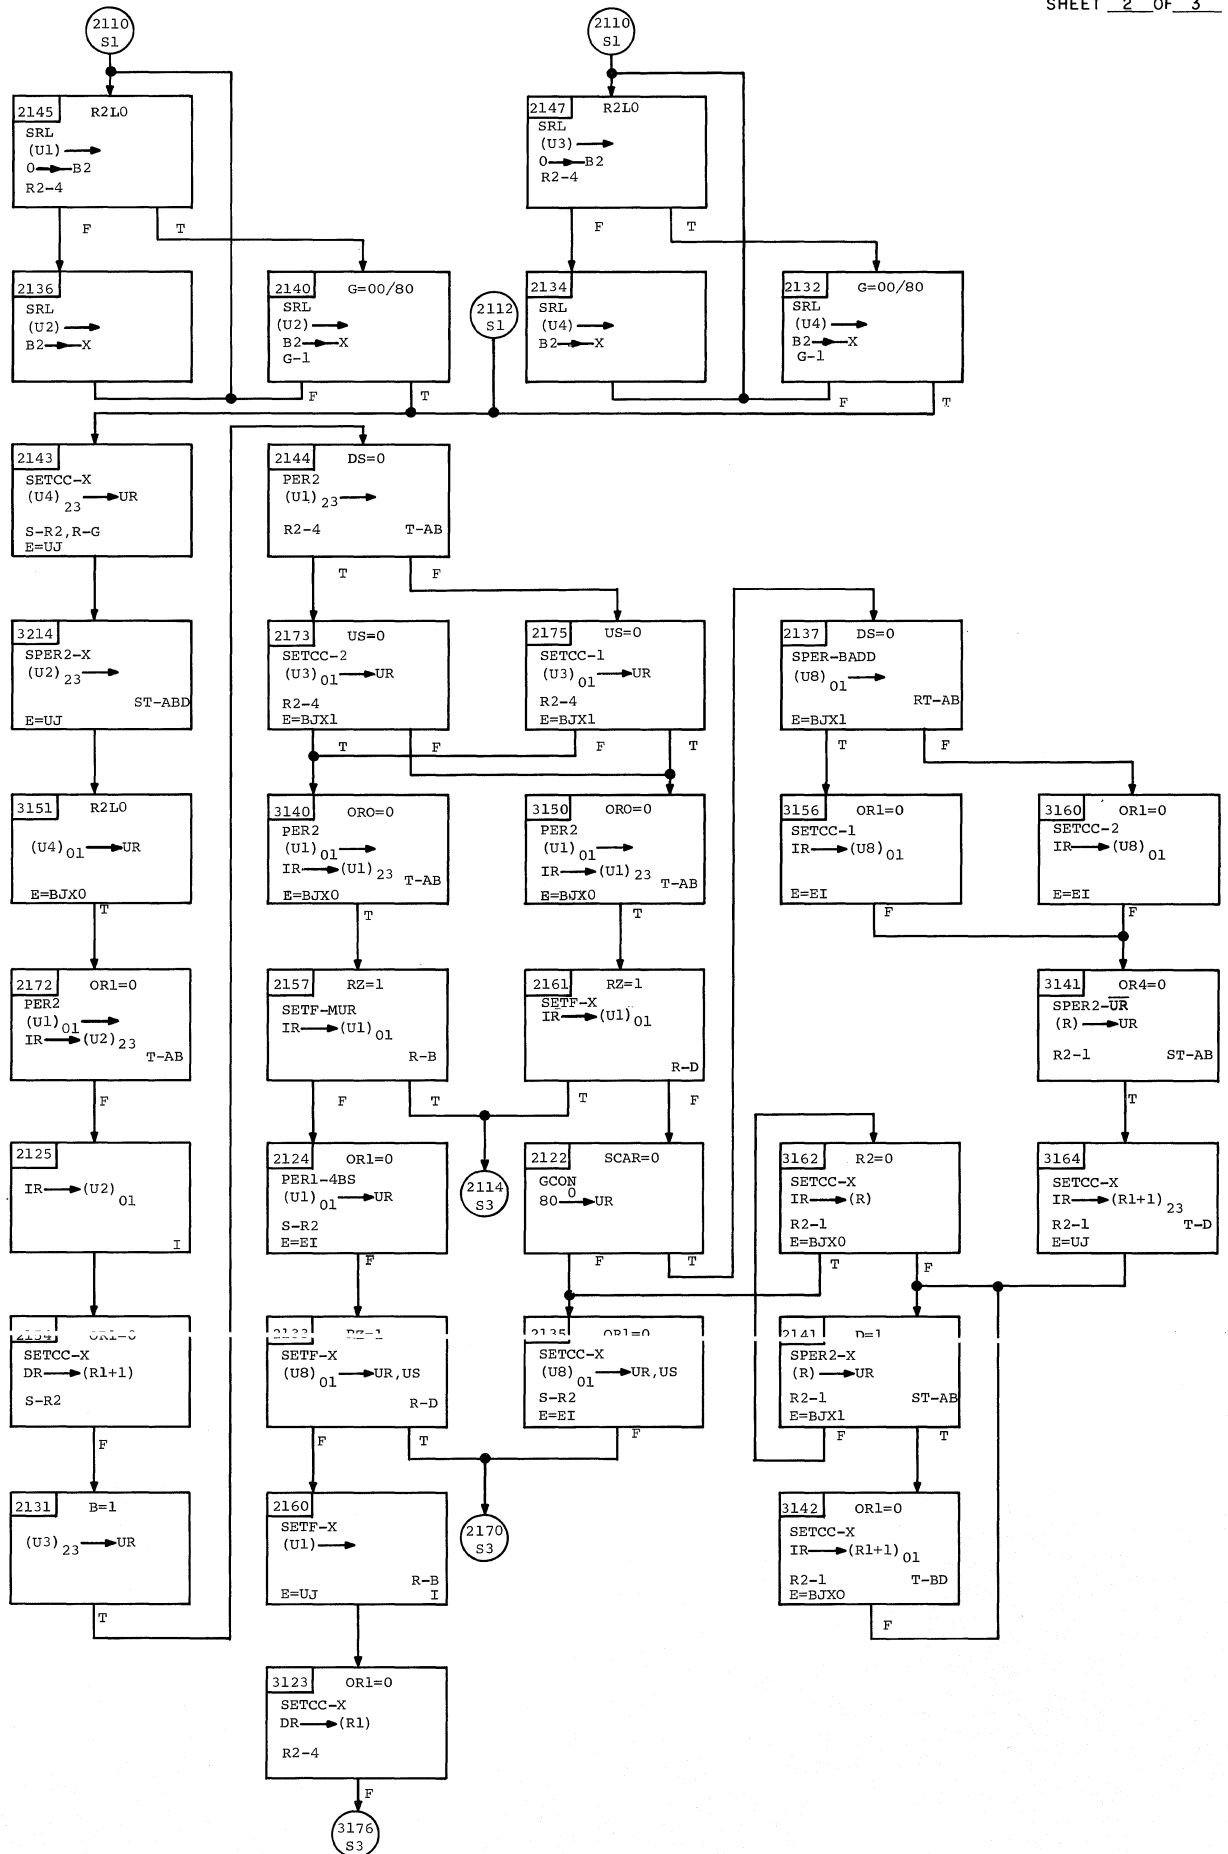 SHEET 2 OF 3
2110
S1
2110
S1
2145 R2L0
SRL
(U1)
0 B2
R2-4
F T
2147 R2L0
SRL
(U3)
0 B2
R2-4
F T
2136
SRL
(U2)
B2 X
2140 G=00/80
SRL
(U2)
B2 X
G-1
F T
2112
S1
2134
SRL
(U4)
B2 X
2132 G=00/80
SRL
(U4)
B2 X
G-1
F T
2143
SETCC-X
(U4)23 UR
S-R2,R-G
E=UJ
2144 DS=0
PER2
(U1)23
R2-4 T-AB
T F
3214
SPER2-X
(U2)23
ST-ABD
E=UJ
2173 US=0
SETCC-2
(U3)01 UR
R2-4
E=BJX1
T F
2175 US=0
SETCC-1
(U3)01 UR
R2-4
E=BJX1
F T
2137 DS=0
SPER-BADD
(U8)01
RT-AB
E=BJX1
T F
3151 R2L0
(U4)01 UR
E=BJX0
T
3140 OR0=0
PER2
(U1)01
IR (U1)23
T-AB
E=BJX0
T
3150 OR0=0
PER2
(U1)01
IR (U1)23
T-AB
E=BJX0
T
3156 OR1=0
SETCC-1
IR (U8)01
E=EI
F
3160 OR1=0
SETCC-2
IR (U8)01
E=EI
F
2172 OR1=0
PER2
(U1)01
IR (U2)23
T-AB
F
2157 RZ=1
SETF-MUR
IR (U1)01
R-B
F T
2161 RZ=1
SETF-X
IR (U1)01
R-D
T F
3141 OR4=0
SPER2-UR
(R) UR
R2-1 ST-AB
T
2125
IR (U2)01
I
2124 OR1=0
PER1-4BS
(U1)01 UR
S-R2
E=EI
F
2114
S3
2122 SCAR=0
GCON
0
80 UR
F T
3162 R2=0
SETCC-X
IR (R)
R2-1
E=BJX0
T F
3164
SETCC-X
IR (R1+1)23
R2-1 T-D
E=UJ
2154 OR1=0
SETCC-X
DR (R1+1)
S-R2
F
2133 RZ=1
SETF-X
(U8)01 UR,US
R-D
F T
2135 OR1=0
SETCC-X
(U8)01 UR,US
S-R2
E=EI
F
2141 D=1
SPER2-X
(R) UR
R2-1 ST-AB
E=BJX1
F T
2131 B=1
(U3)23 UR
T
2160
SETF-X
(U1)
R-B
E=UJ I
2170
S3
3142 OR1=0
SETCC-X
IR (R1+1)01
R2-1 T-BD
E=BJX0
F
3123 OR1=0
SETCC-X
DR (R1)
R2-4
F
3176
S3